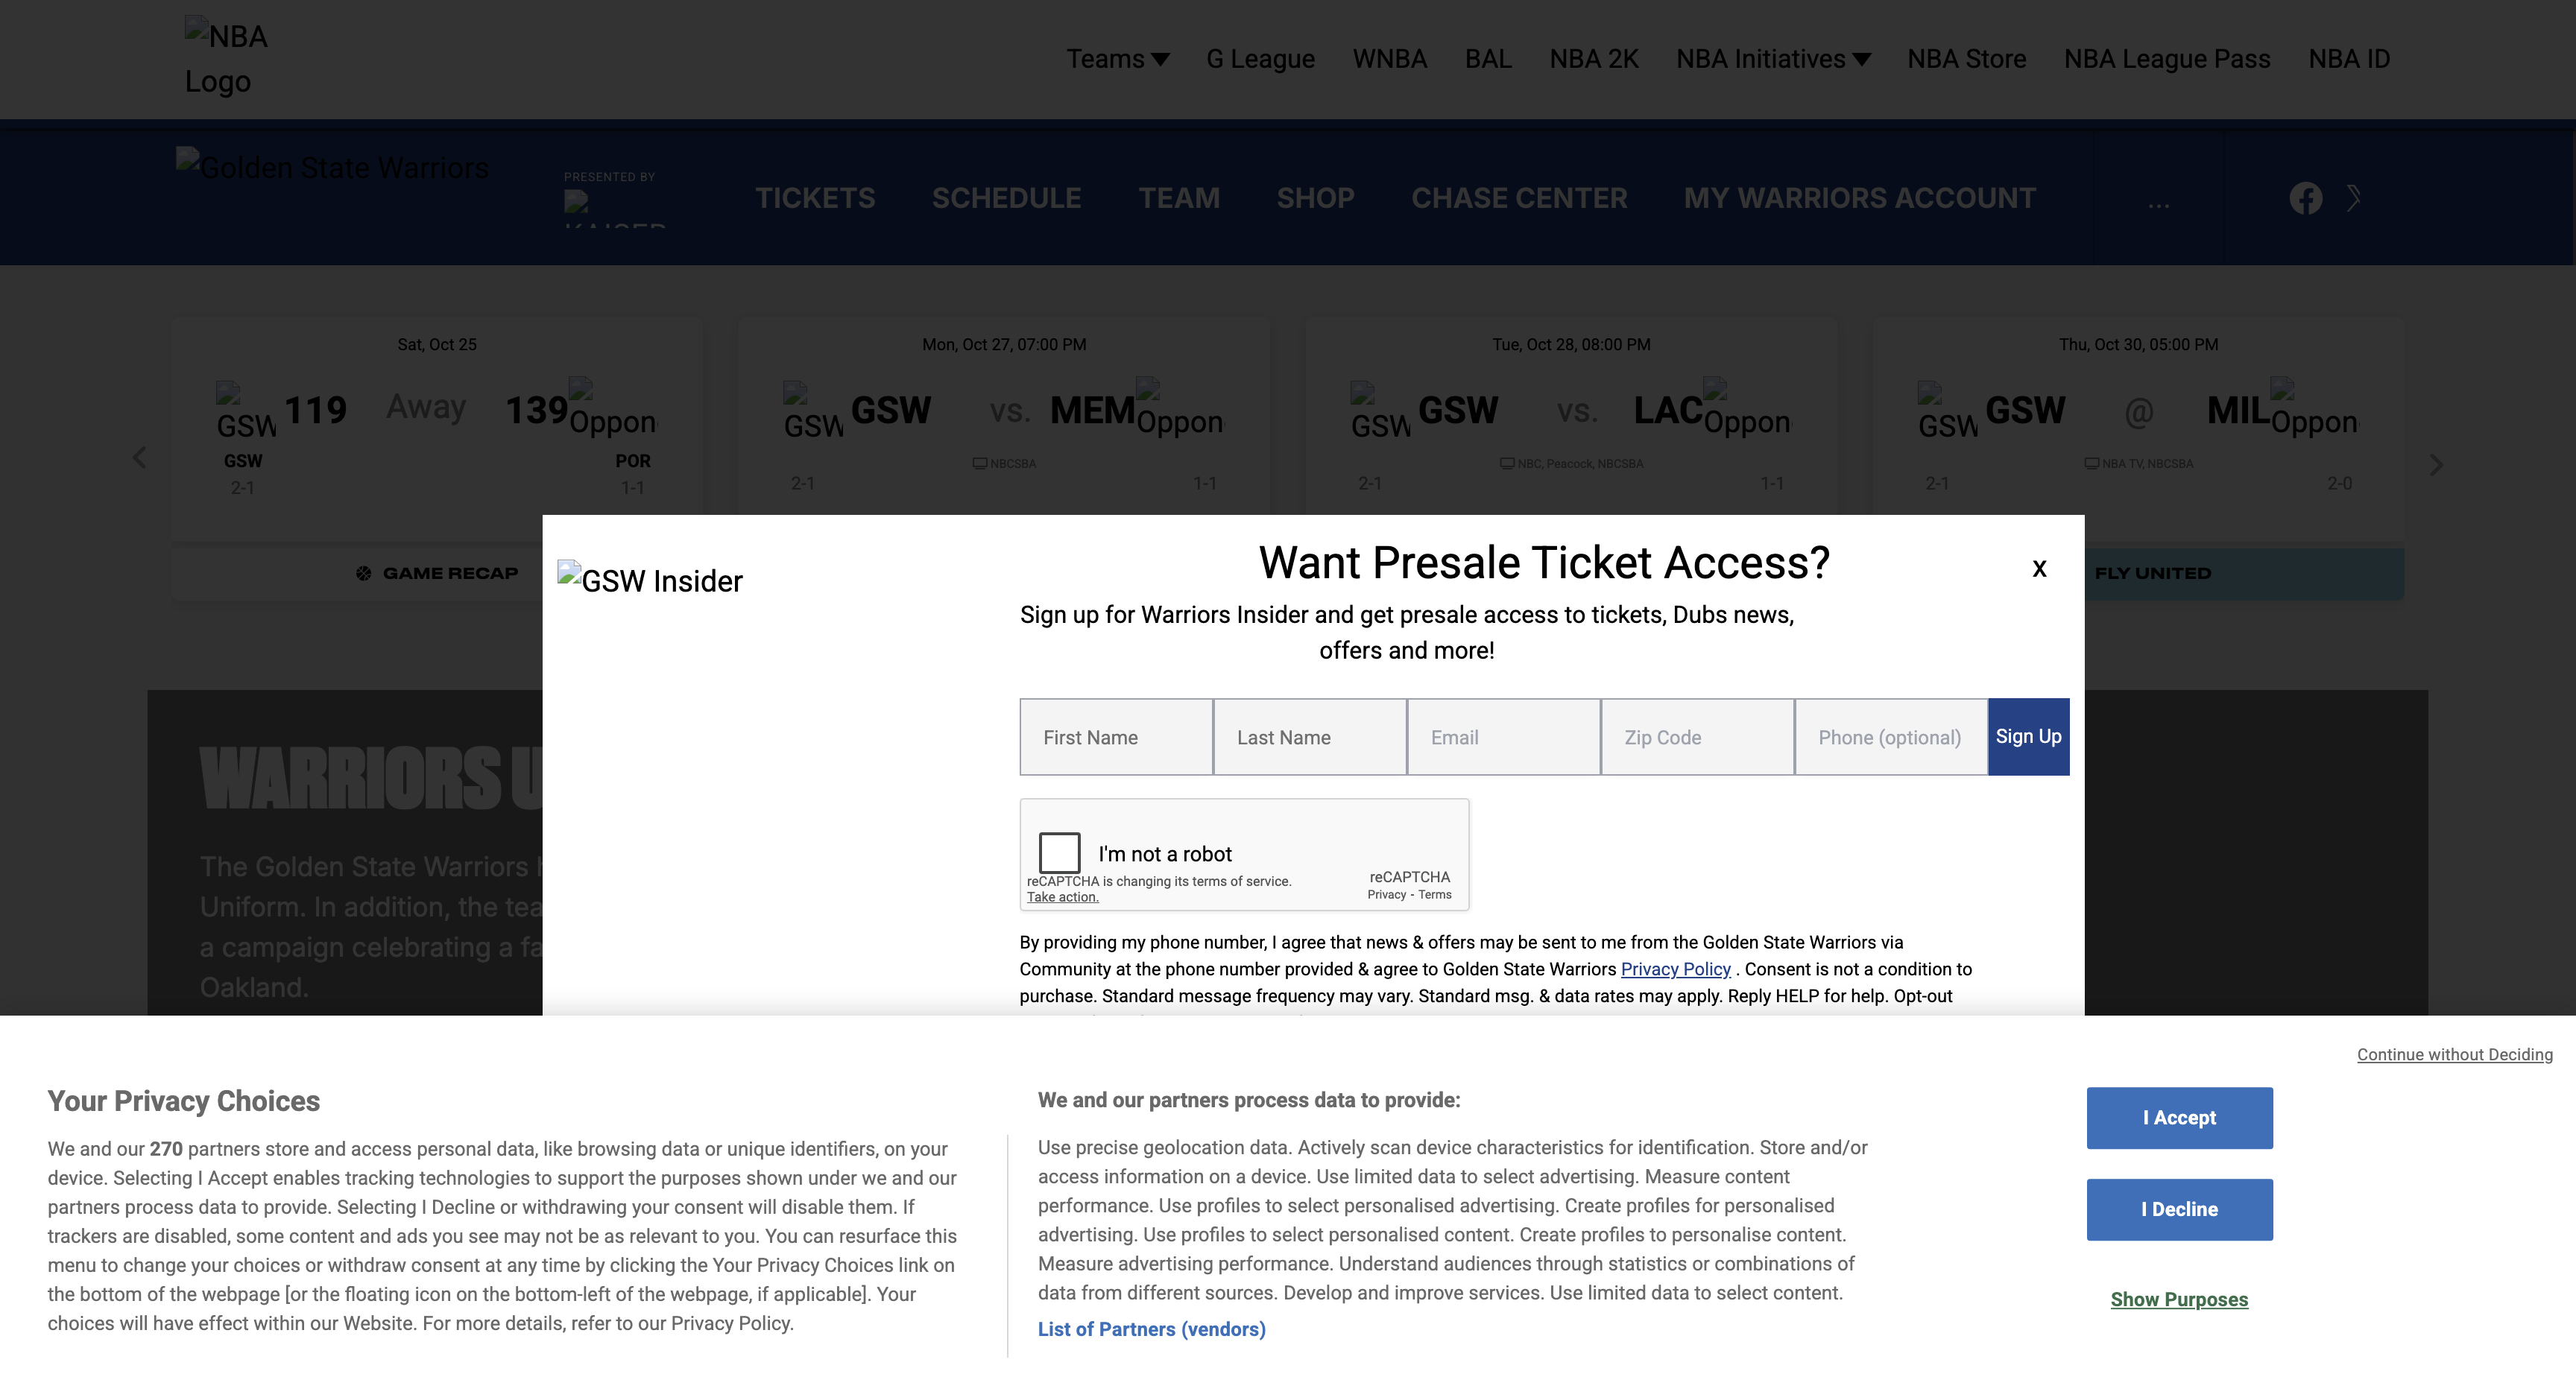 NBA
Logo
Teams
G League
WNBA
BAL
NBA 2K
NBA Initiatives
NBA Store
NBA League Pass
NBA ID
Golden State Warriors
PRESENTED BY
TICKETS
SCHEDULE
TEAM
SHOP
CHASE CENTER
MY WARRIORS ACCOUNT
...
Sat, Oct 25
GSW 119 Away 139 Oppon
GSW POR
2-1 1-1
GAME RECAP
Mon, Oct 27, 07:00 PM
GSW GSW vs. MEM Oppon
NBCSBA
2-1 1-1
Tue, Oct 28, 08:00 PM
GSW GSW vs. LAC Oppon
NBC, Peacock, NBCSBA
2-1 1-1
Thu, Oct 30, 05:00 PM
GSW GSW @ MIL Oppon
NBA TV, NBCSBA
2-1 2-0
FLY UNITED
WARRIORS U
The Golden State Warriors h
Uniform. In addition, the tea
a campaign celebrating a fa
Oakland.
GSW Insider
Want Presale Ticket Access?
X
Sign up for Warriors Insider and get presale access to tickets, Dubs news,
offers and more!
First Name
Last Name
Email
Zip Code
Phone (optional)
Sign Up
I'm not a robot
reCAPTCHA is changing its terms of service.
Take action.
reCAPTCHA
Privacy - Terms
By providing my phone number, I agree that news & offers may be sent to me from the Golden State Warriors via
Community at the phone number provided & agree to Golden State Warriors Privacy Policy . Consent is not a condition to
purchase. Standard message frequency may vary. Standard msg. & data rates may apply. Reply HELP for help. Opt-out
Continue without Deciding
Your Privacy Choices
We and our 270 partners store and access personal data, like browsing data or unique identifiers, on your
device. Selecting I Accept enables tracking technologies to support the purposes shown under we and our
partners process data to provide. Selecting I Decline or withdrawing your consent will disable them. If
trackers are disabled, some content and ads you see may not be as relevant to you. You can resurface this
menu to change your choices or withdraw consent at any time by clicking the Your Privacy Choices link on
the bottom of the webpage [or the floating icon on the bottom-left of the webpage, if applicable]. Your
choices will have effect within our Website. For more details, refer to our Privacy Policy.
We and our partners process data to provide:
Use precise geolocation data. Actively scan device characteristics for identification. Store and/or
access information on a device. Use limited data to select advertising. Measure content
performance. Use profiles to select personalised advertising. Create profiles for personalised
advertising. Use profiles to select personalised content. Create profiles to personalise content.
Measure advertising performance. Understand audiences through statistics or combinations of
data from different sources. Develop and improve services. Use limited data to select content.
List of Partners (vendors)
I Accept
I Decline
Show Purposes